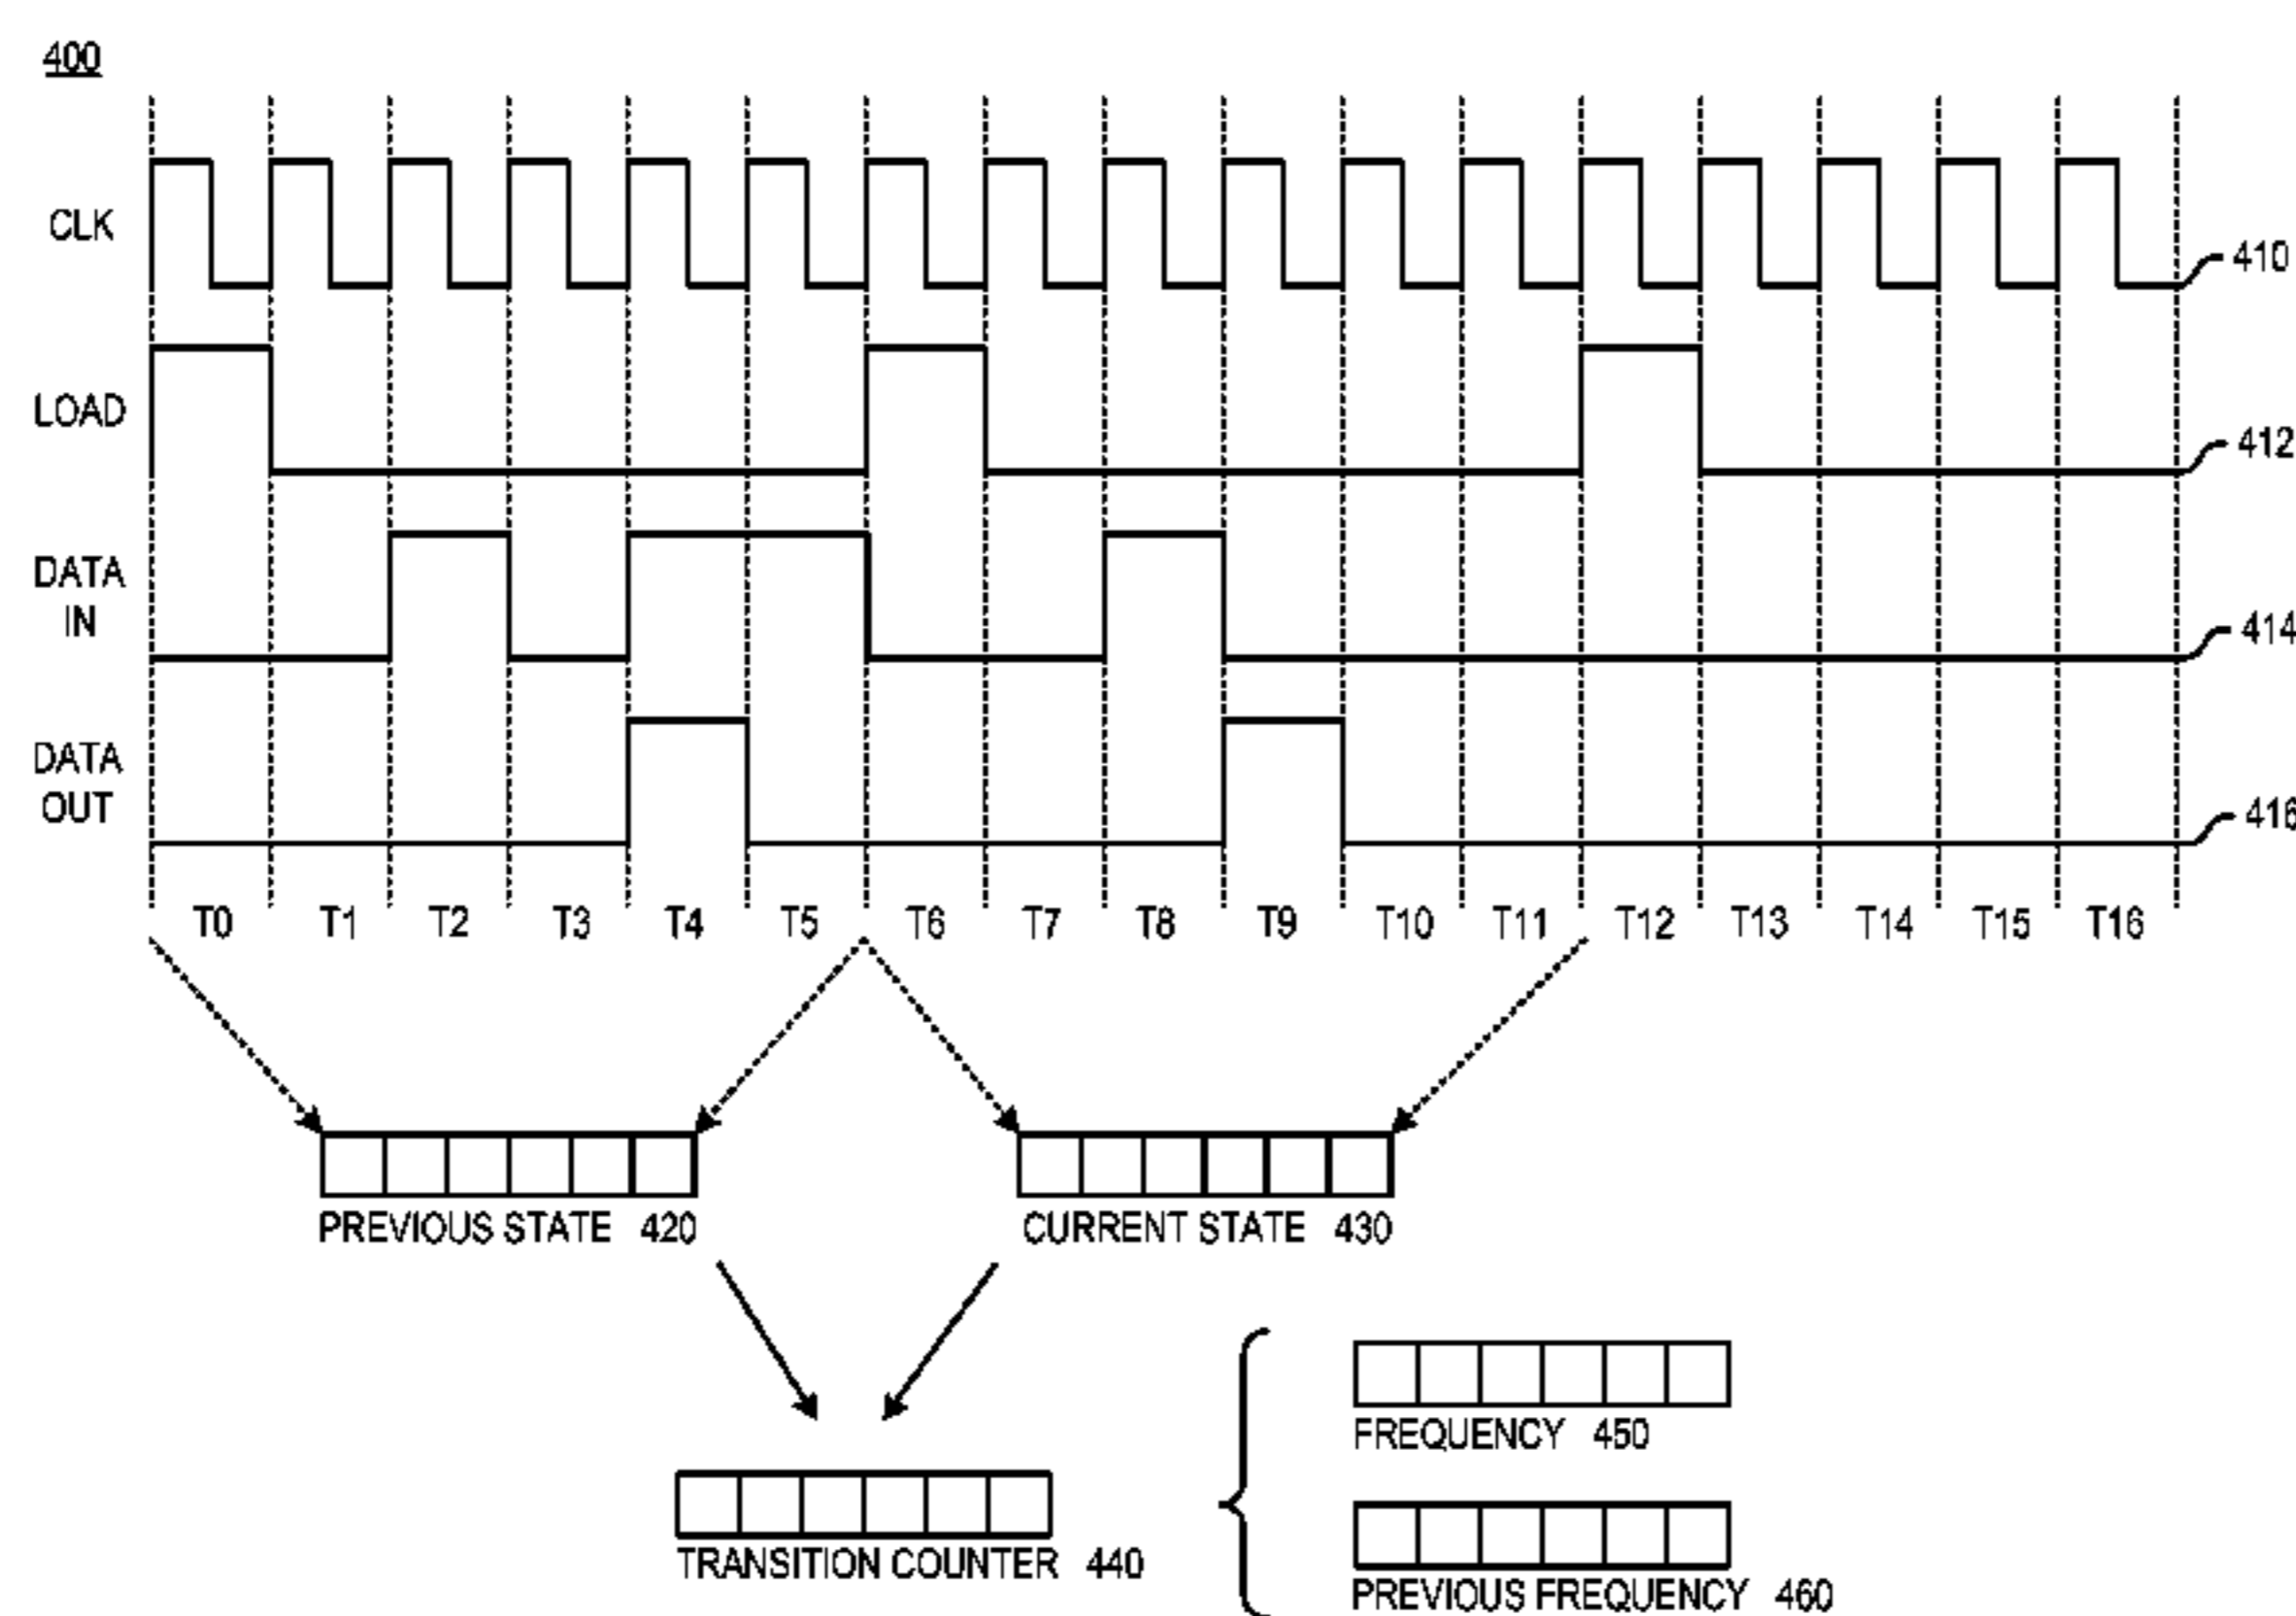 400
CLK
410
LOAD
412
DATA
IN
414
DATA
OUT
416
T0 T1 T2 T3 T4 T5 T6 T7 T8 T9 T10 T11 T12 T13 T14 T15 T16
PREVIOUS STATE 420
CURRENT STATE 430
FREQUENCY 450
TRANSITION COUNTER 440
PREVIOUS FREQUENCY 460